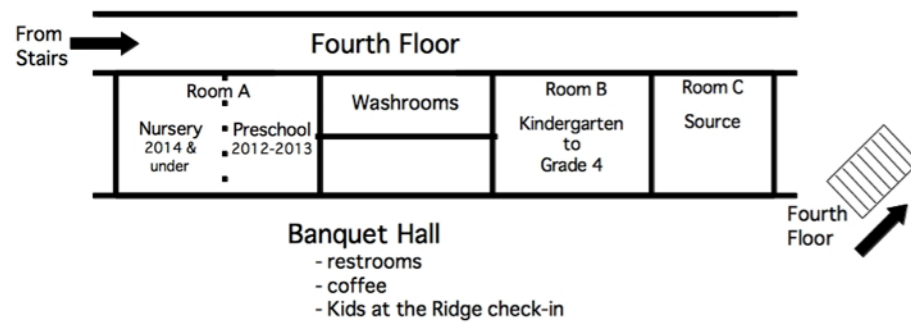 From
Stairs
Fourth Floor
Room A
Nursery
2014 &
under
Preschool
2012-2013
Washrooms
Room B
Kindergarten
to
Grade 4
Room C
Source
Fourth
Floor
Banquet Hall
- restrooms
- coffee
- Kids at the Ridge check-in